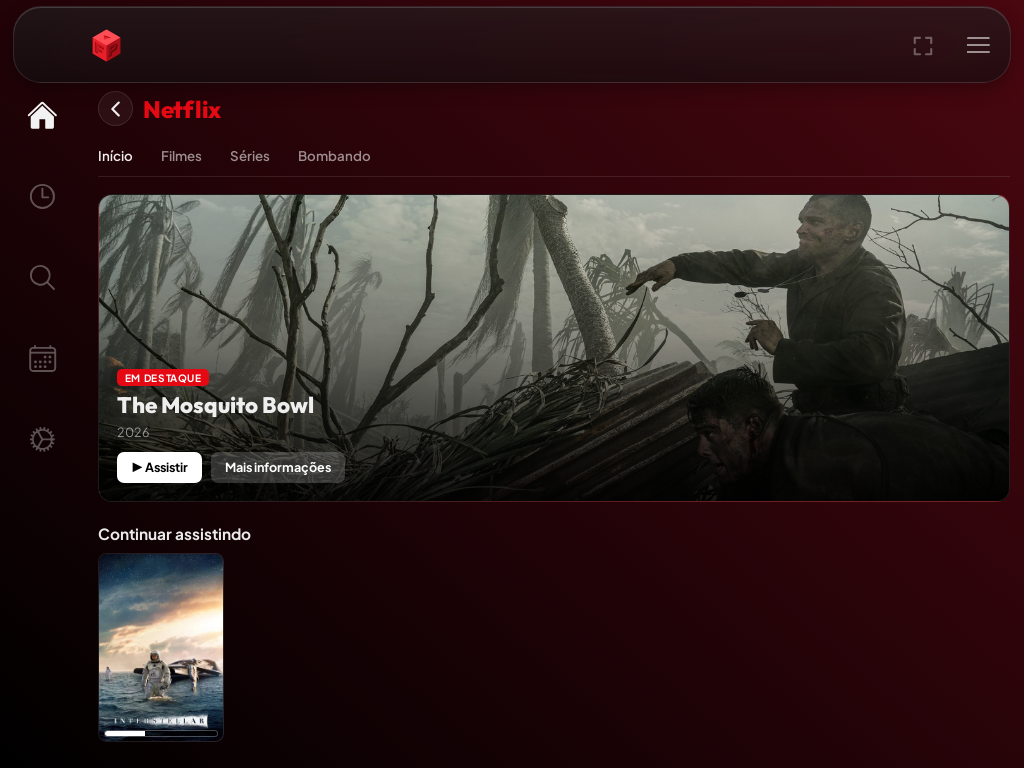 Netflix
Início Filmes Séries Bombando
EM DESTAQUE
The Mosquito Bowl
2026
Assistir Mais informações
Continuar assistindo
INTERSTELLAR